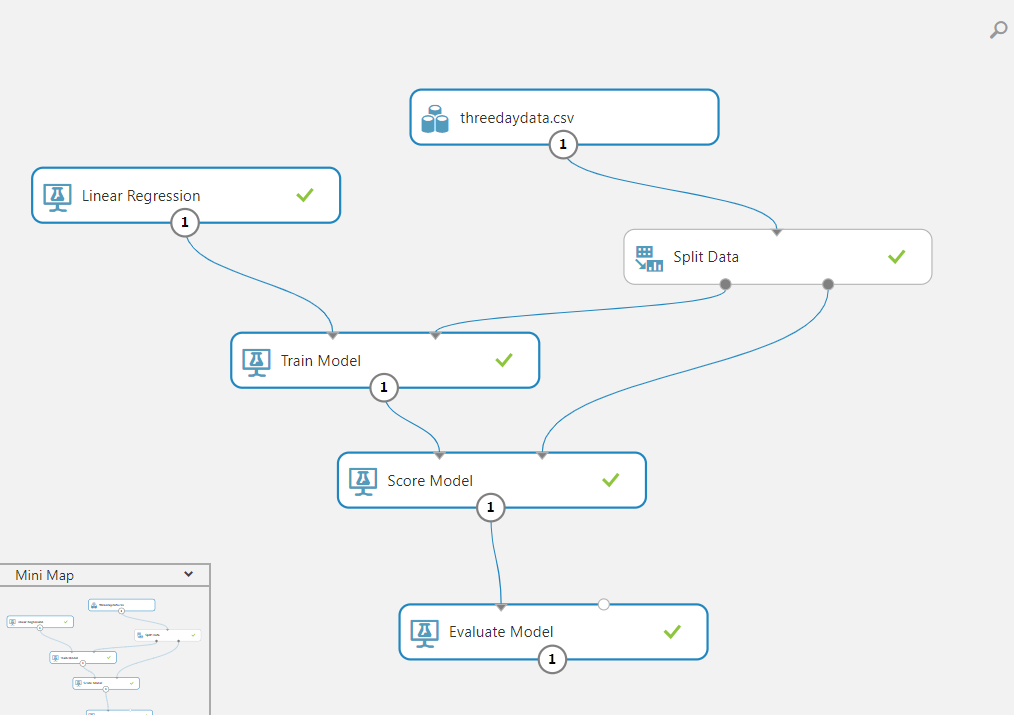 threedaydata.csv
1
Linear Regression
1
Split Data
Train Model
1
Score Model
1
Evaluate Model
1
Mini Map